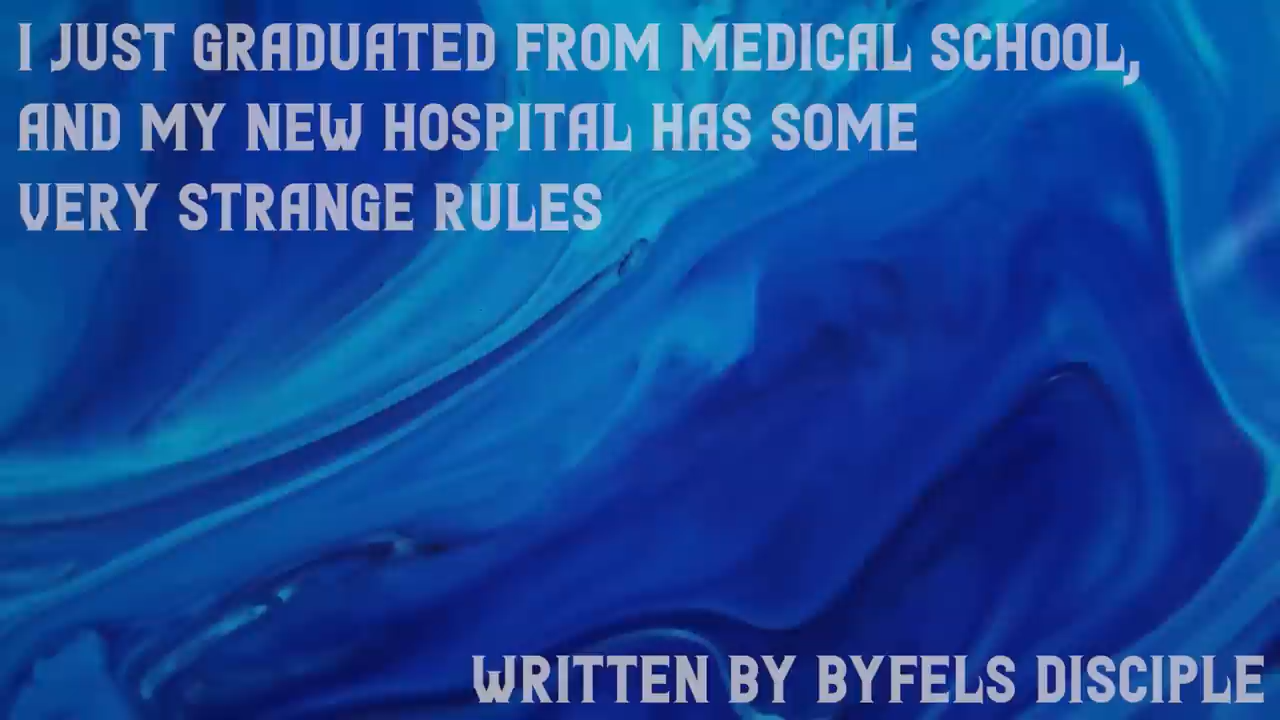 I JUST GRADUATED FROM MEDICAL SCHOOL,
AND MY NEW HOSPITAL HAS SOME
VERY STRANGE RULES
WRITTEN BY BYFELS DISCIPLE